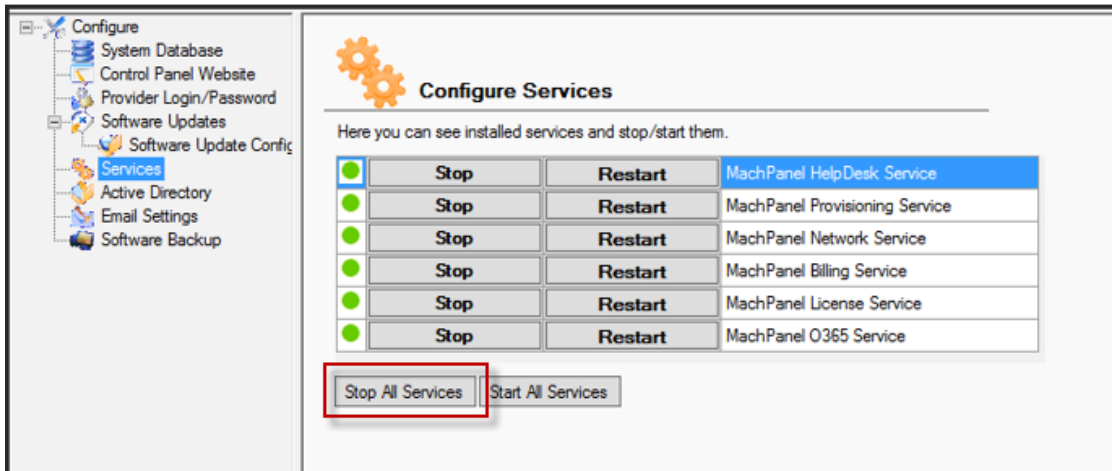 Configure
System Database
Control Panel Website
Provider Login/Password
Software Updates
Software Update Config
Services
Active Directory
Email Settings
Software Backup
Configure Services
Here you can see installed services and stop/start them.
Stop Restart MachPanel HelpDesk Service
Stop Restart MachPanel Provisioning Service
Stop Restart MachPanel Network Service
Stop Restart MachPanel Billing Service
Stop Restart MachPanel License Service
Stop Restart MachPanel O365 Service
Stop All Services Start All Services